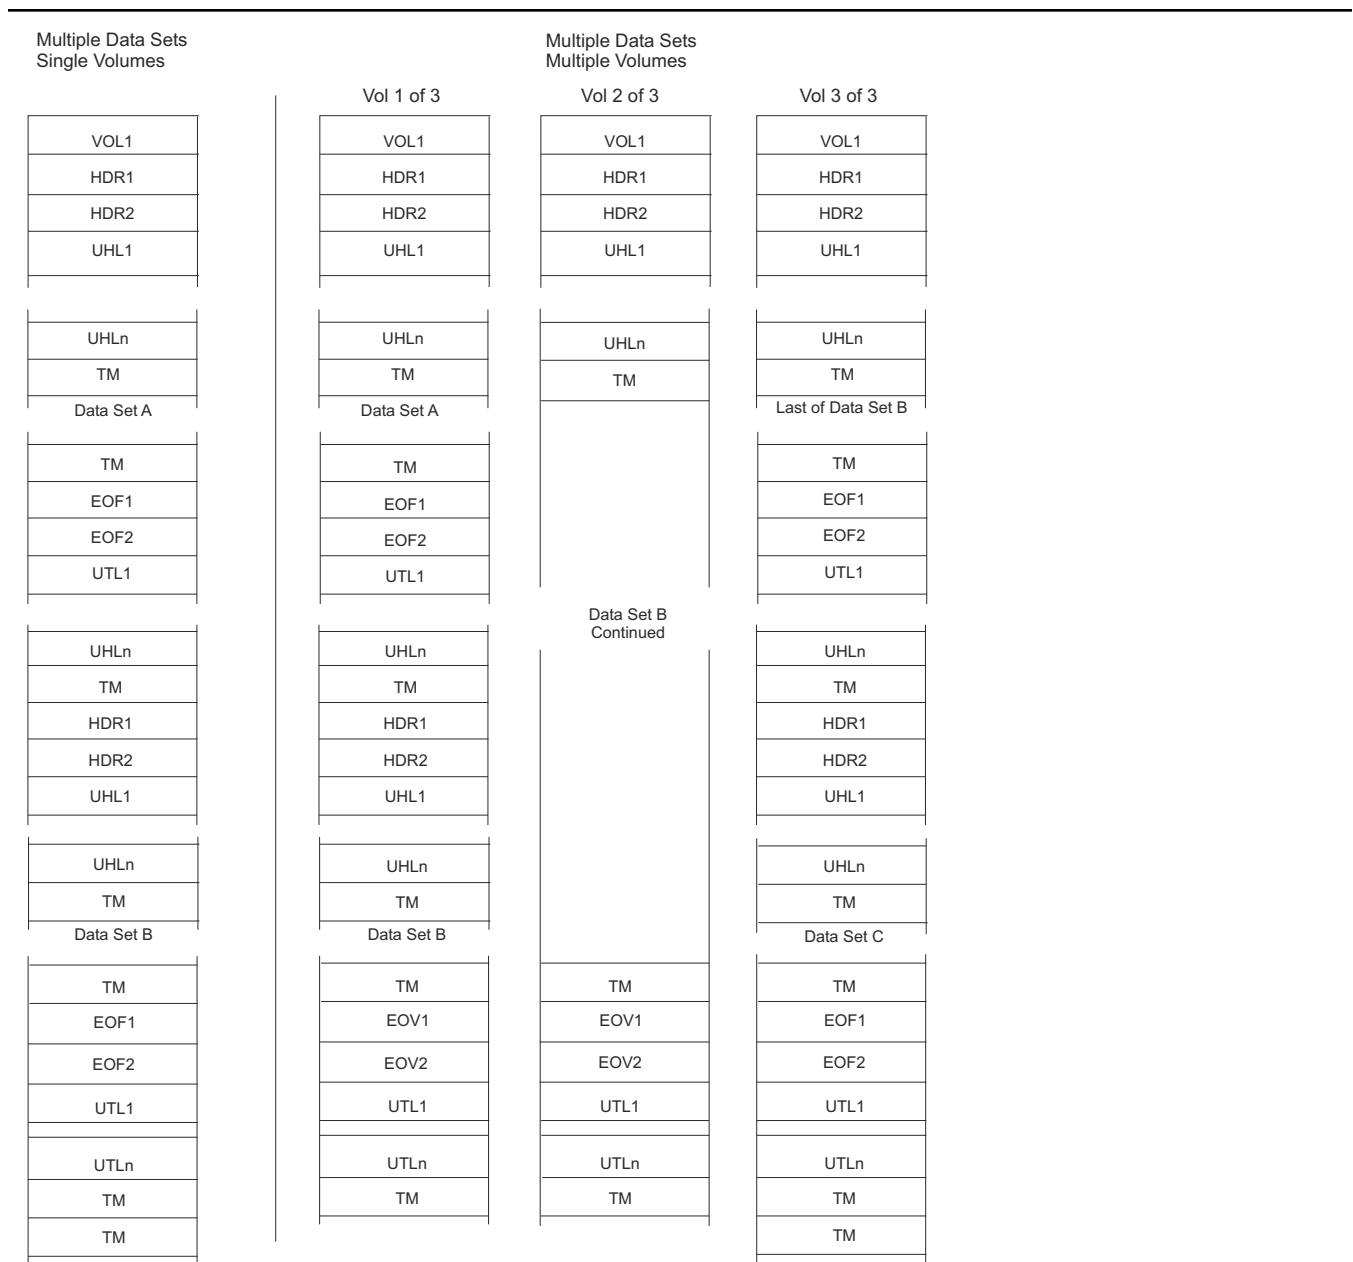 Multiple Data Sets
Single Volumes
VOL1
HDR1
HDR2
UHL1
UHLn
TM
Data Set A
TM
EOF1
EOF2
UTL1
UHLn
TM
HDR1
HDR2
UHL1
UHLn
TM
Data Set B
TM
EOF1
EOF2
UTL1
UTLn
TM
TM
Multiple Data Sets
Multiple Volumes
Vol 1 of 3
VOL1
HDR1
HDR2
UHL1
UHLn
TM
Data Set A
TM
EOF1
EOF2
UTL1
UHLn
TM
HDR1
HDR2
UHL1
UHLn
TM
Data Set B
TM
EOV1
EOV2
UTL1
UTLn
TM
Vol 2 of 3
VOL1
HDR1
HDR2
UHL1
UHLn
TM
Data Set B
Continued
TM
EOV1
EOV2
UTL1
UTLn
TM
Vol 3 of 3
VOL1
HDR1
HDR2
UHL1
UHLn
TM
Last of Data Set B
TM
EOF1
EOF2
UTL1
UHLn
TM
HDR1
HDR2
UHL1
UHLn
TM
Data Set C
TM
EOF1
EOF2
UTL1
UTLn
TM
TM